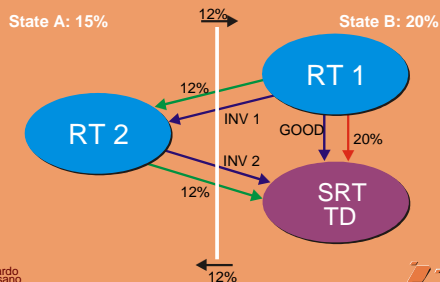 12%
State A: 15%
State B: 20%
RT 1
12%
INV 1
GOOD
20%
RT 2
INV 2
12%
SRT
TD
12%